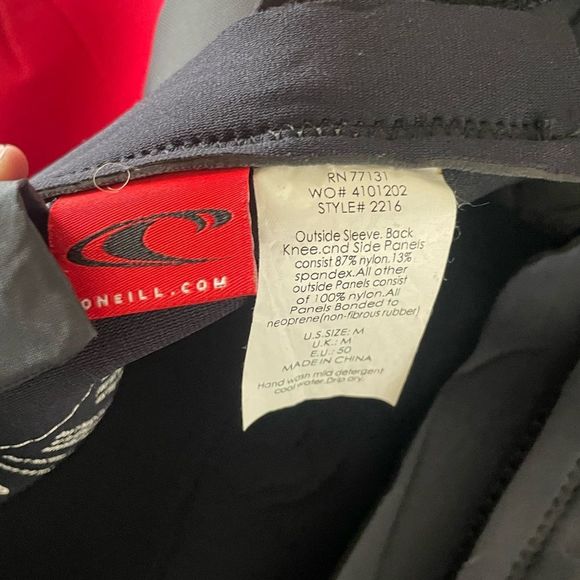 ONEILL.COM
RN 77131
WO# 4101202
STYLE# 2216
Outside Sleeve. Back
Knee.and Side Panels
consist 87% nylon.13%
spandex.All other
outside Panels consist
of 100% nylon.All
Panels Bonded to
neoprene(non-fibrous rubber)
U.S.SIZE: M
U.K.: M
E.U.: 50
MADE IN CHINA
Hand wash mild detergent
cool water.Drip dry.